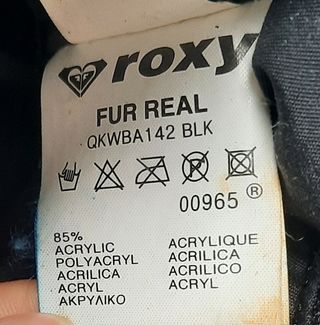 roxy
FUR REAL
QKWBA142 BLK
00965 ®
85%
ACRYLIC
POLYACRYL
ACRILICA
ACRYL
ΑΚΡΥΛΙΚΟ
ACRYLIQUE
ACRILICA
ACRILICO
ACRYL